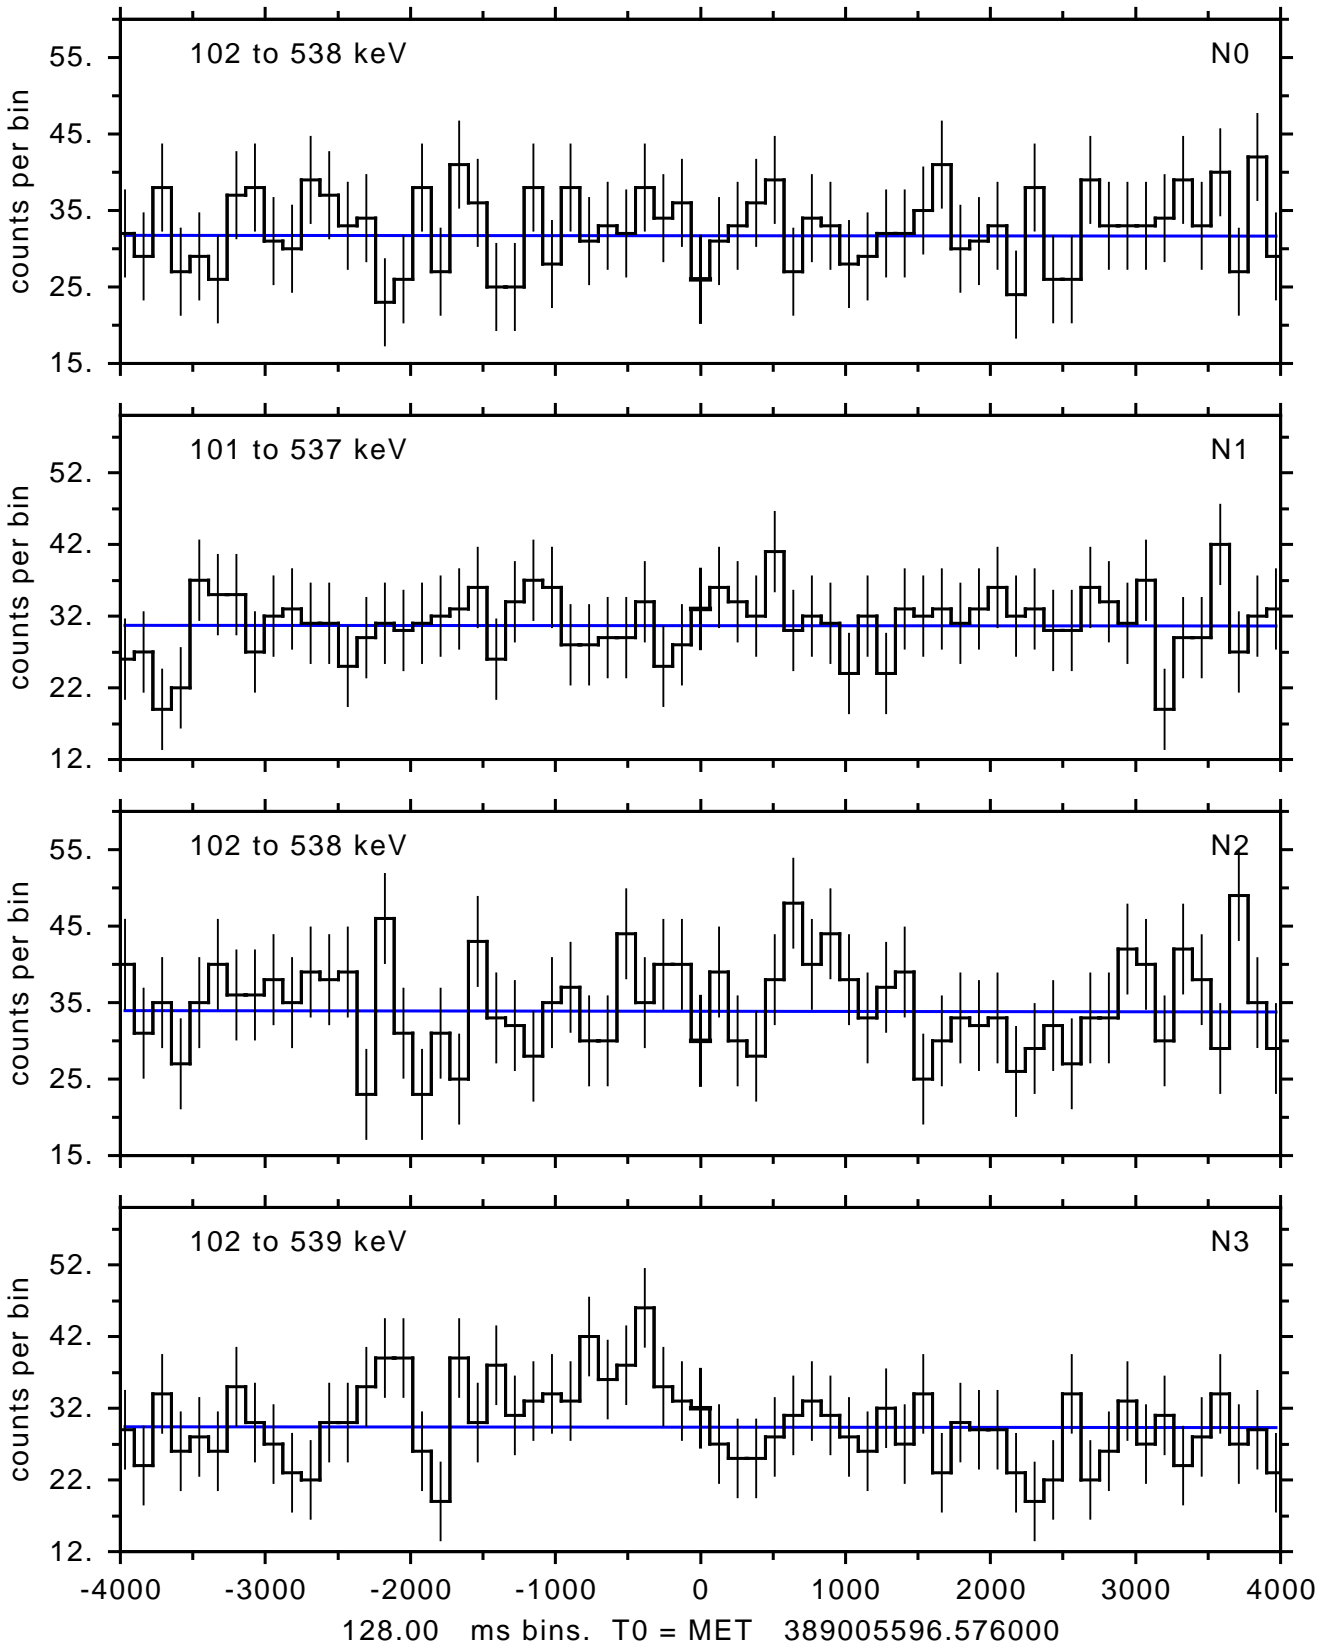 102 to 538 keV N0
55.
45.
35.
25.
15.
counts per bin
101 to 537 keV N1
52.
42.
32.
22.
12.
counts per bin
102 to 538 keV N2
55.
45.
35.
25.
15.
counts per bin
102 to 539 keV N3
52.
42.
32.
22.
12.
counts per bin
-4000 -3000 -2000 -1000 0 1000 2000 3000 4000
128.00 ms bins. T0 = MET 389005596.576000